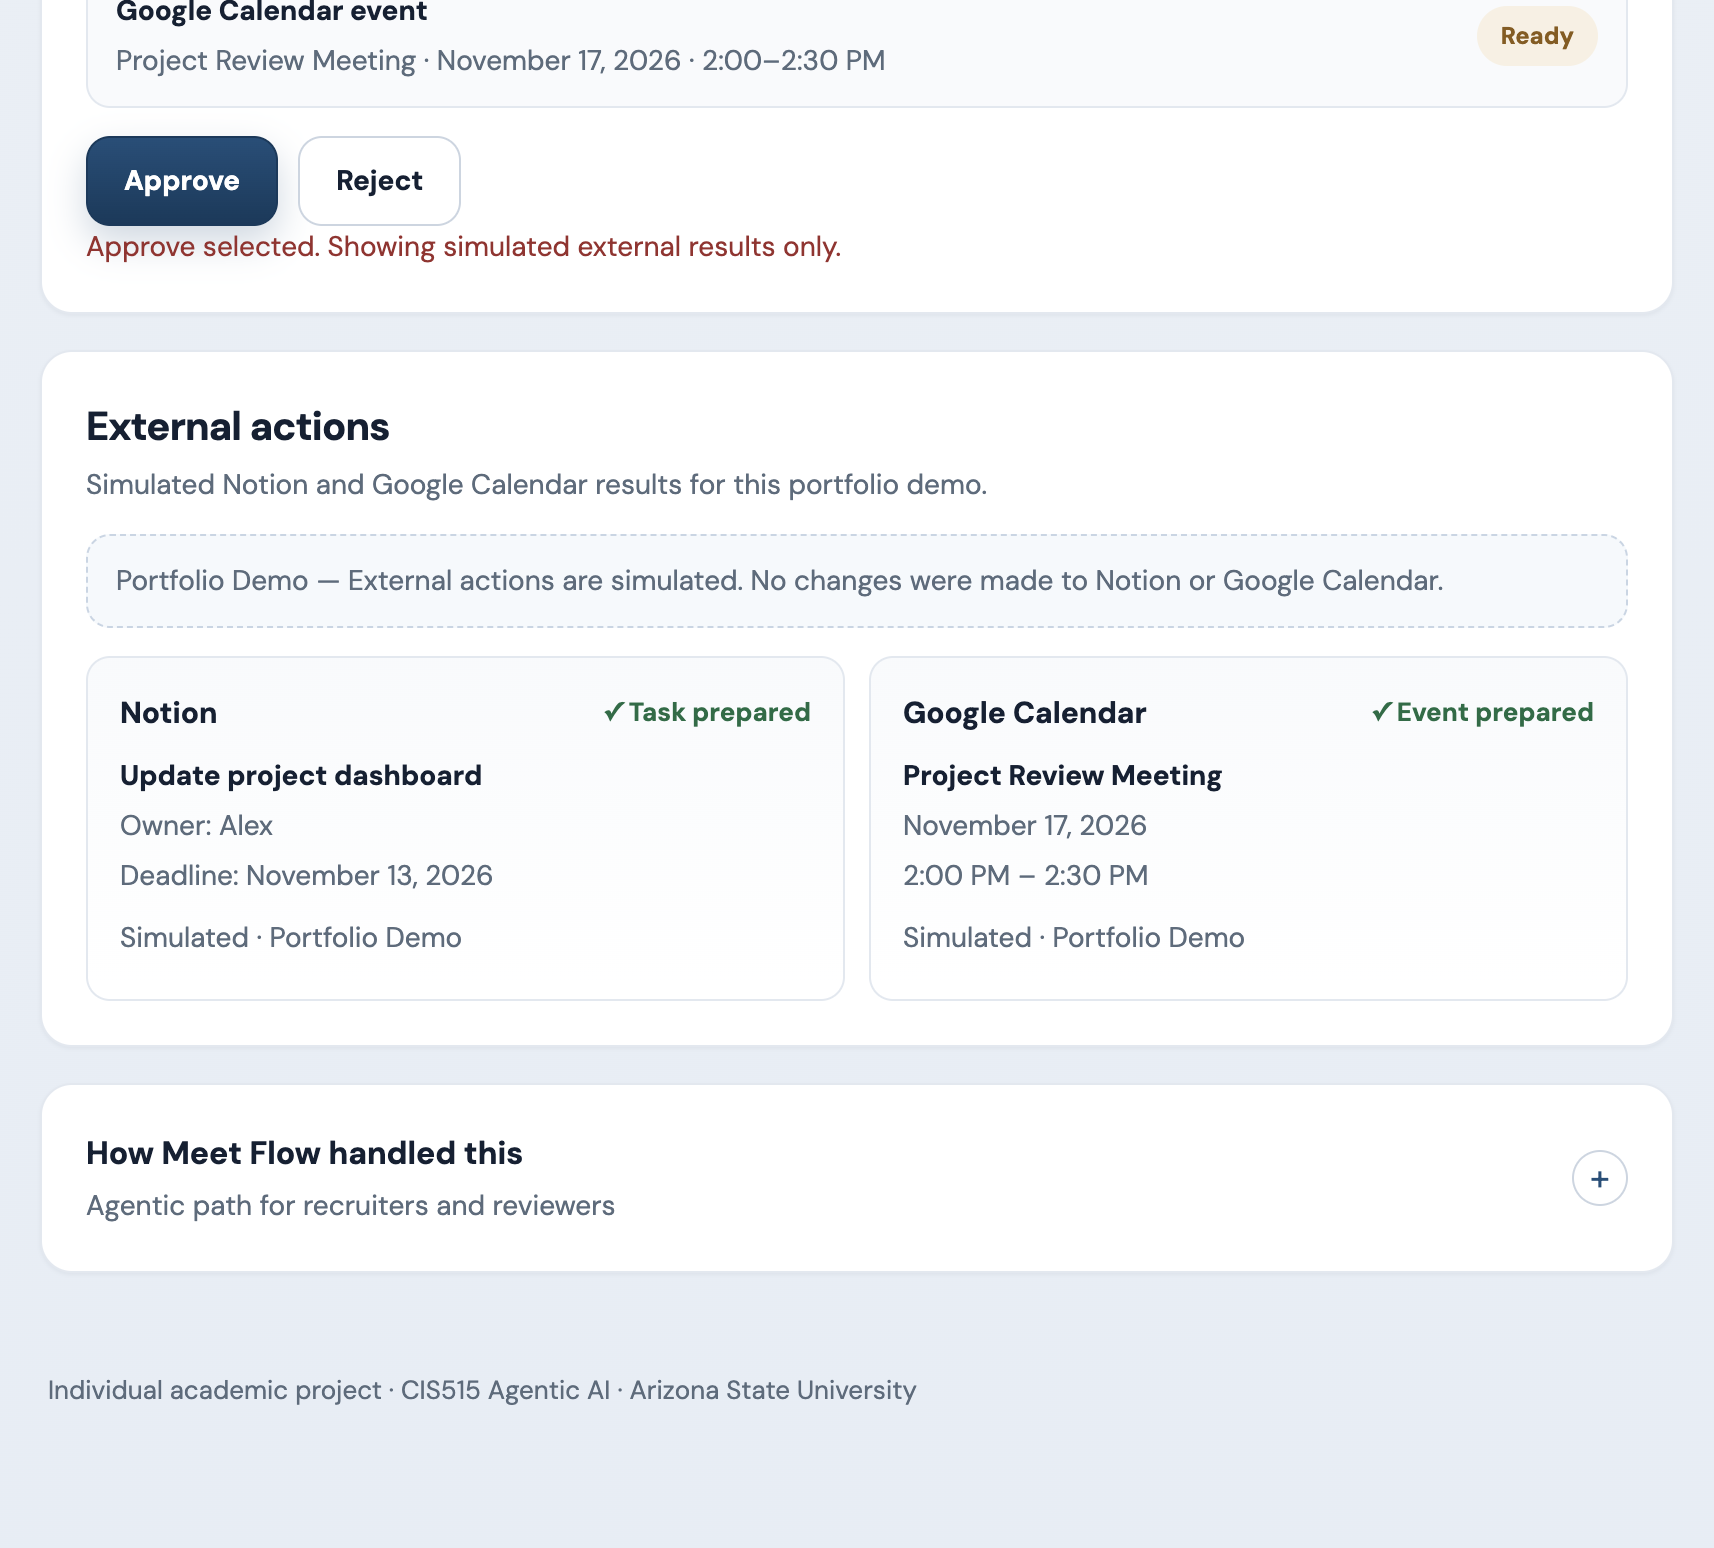 Google Calendar event
Project Review Meeting · November 17, 2026 · 2:00–2:30 PM
Ready
Approve
Reject
Approve selected. Showing simulated external results only.
External actions
Simulated Notion and Google Calendar results for this portfolio demo.
Portfolio Demo — External actions are simulated. No changes were made to Notion or Google Calendar.
Notion
✓Task prepared
Update project dashboard
Owner: Alex
Deadline: November 13, 2026
Simulated · Portfolio Demo
Google Calendar
✓Event prepared
Project Review Meeting
November 17, 2026
2:00 PM – 2:30 PM
Simulated · Portfolio Demo
How Meet Flow handled this
Agentic path for recruiters and reviewers
+
Individual academic project · CIS515 Agentic AI · Arizona State University